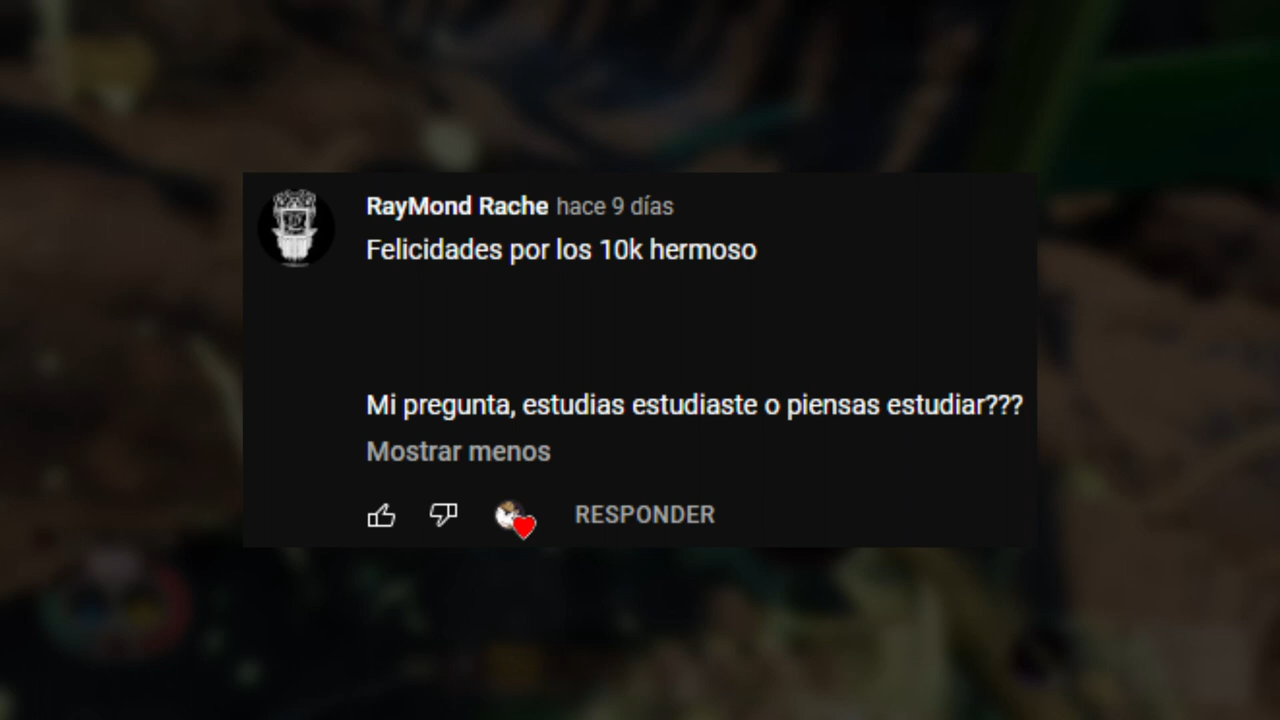 RayMond Rache hace 9 días
Felicidades por los 10k hermoso
Mi pregunta, estudias estudiaste o piensas estudiar???
Mostrar menos
RESPONDER